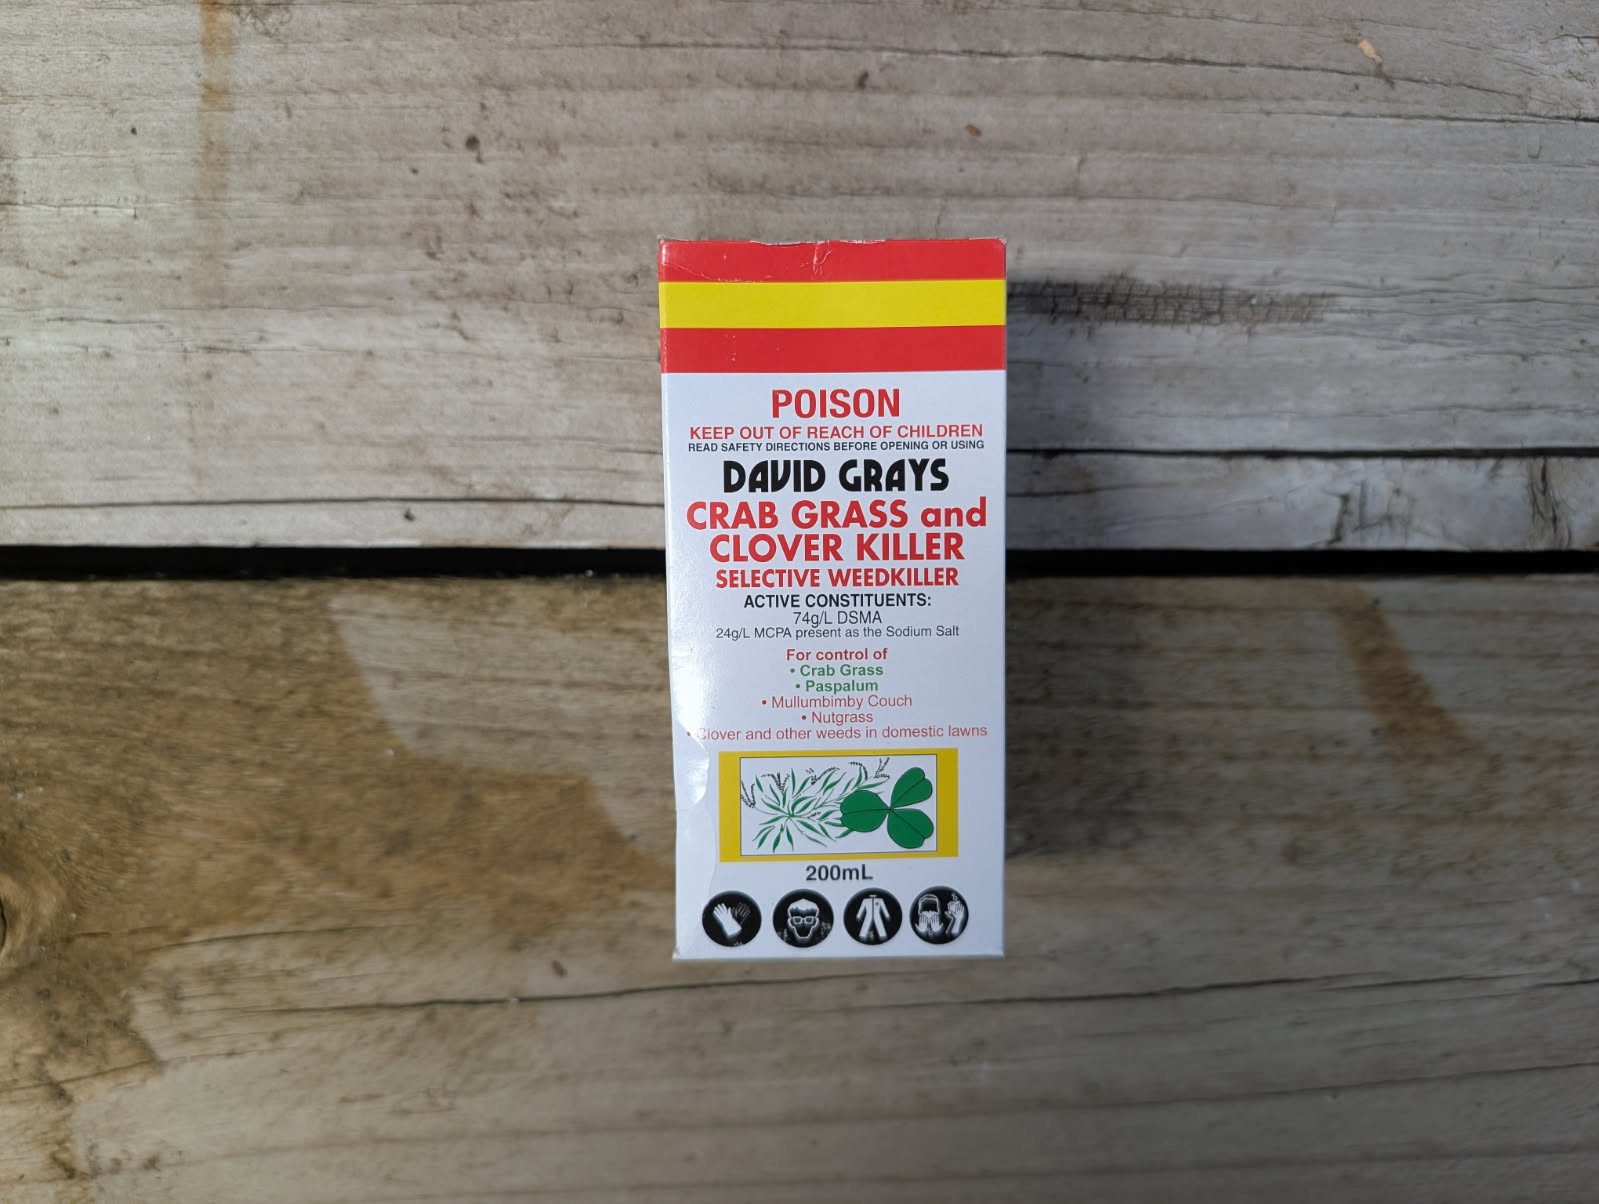 POISON
KEEP OUT OF REACH OF CHILDREN
READ SAFETY DIRECTIONS BEFORE OPENING OR USING
DAVID GRAYS
CRAB GRASS and
CLOVER KILLER
SELECTIVE WEEDKILLER
ACTIVE CONSTITUENTS:
74g/L DSMA
24g/L MCPA present as the Sodium Salt
For control of
• Crab Grass
• Paspalum
• Mullumbimby Couch
• Nutgrass
• Clover and other weeds in domestic lawns
200mL